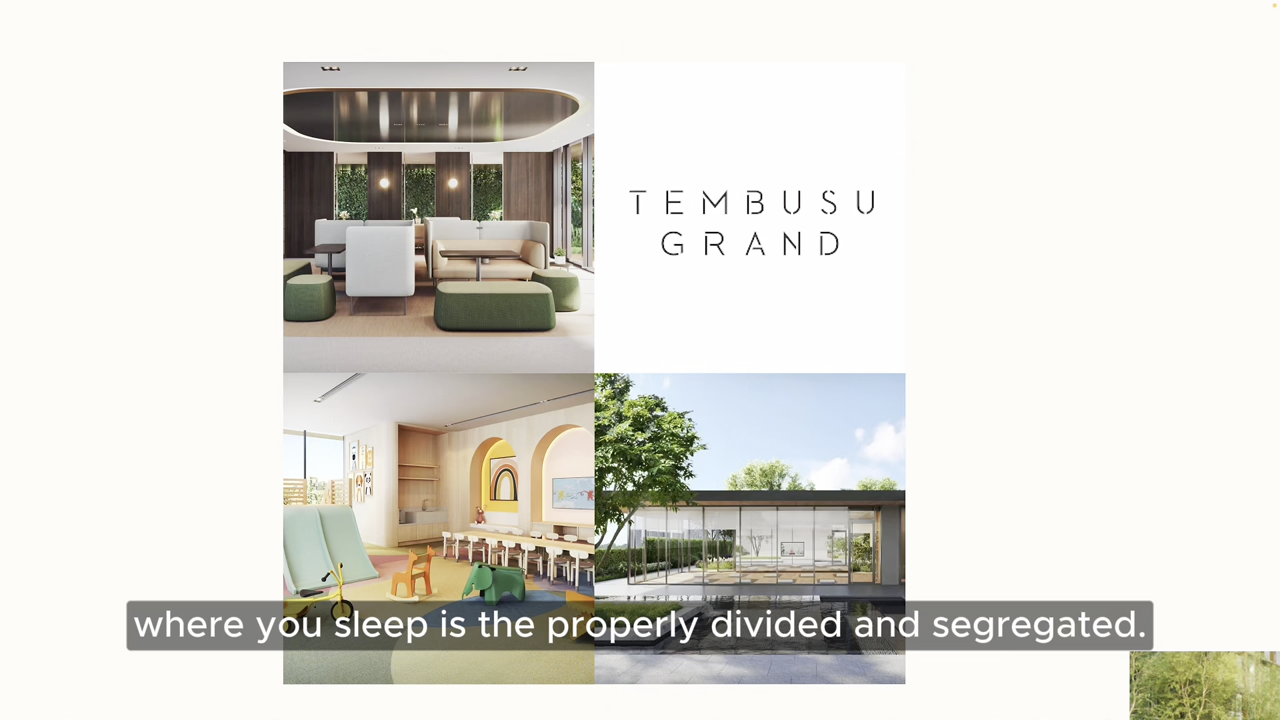 TEMBUSU
GRAND
where you sleep is the properly divided and segregated.